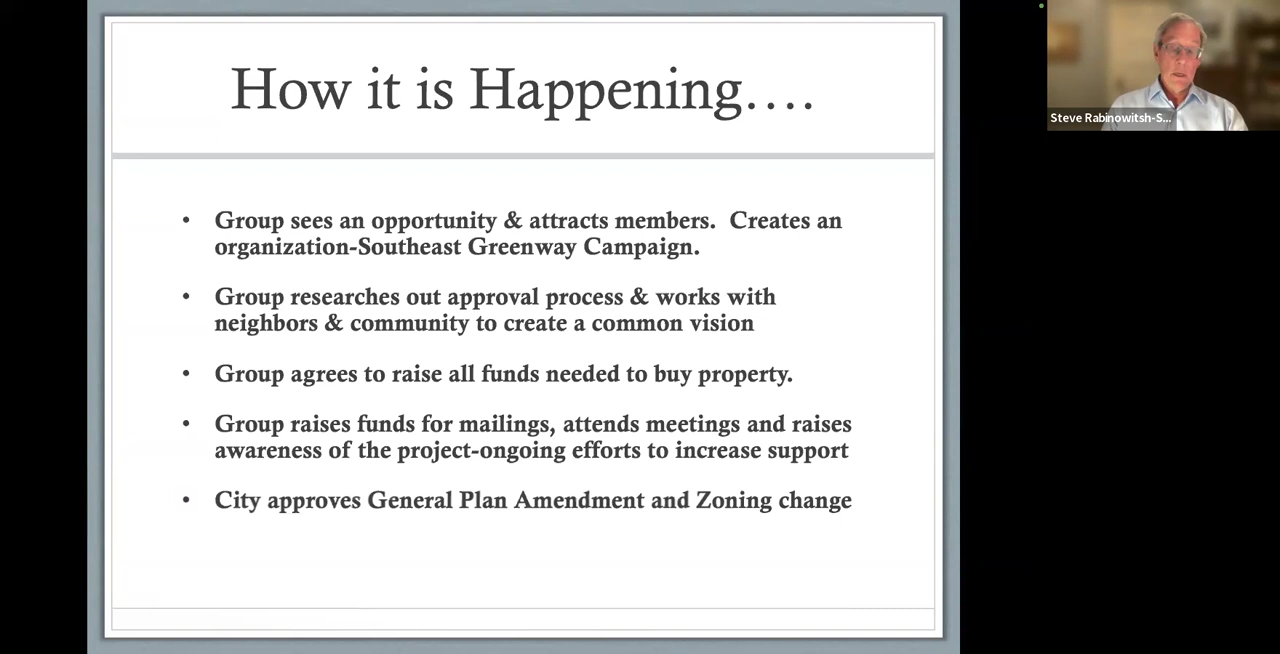 How it is Happening....
• Group sees an opportunity & attracts members.  Creates an
organization-Southeast Greenway Campaign.
• Group researches out approval process & works with
neighbors & community to create a common vision
• Group agrees to raise all funds needed to buy property.
• Group raises funds for mailings, attends meetings and raises
awareness of the project-ongoing efforts to increase support
• City approves General Plan Amendment and Zoning change
Steve Rabinowitsh-S...